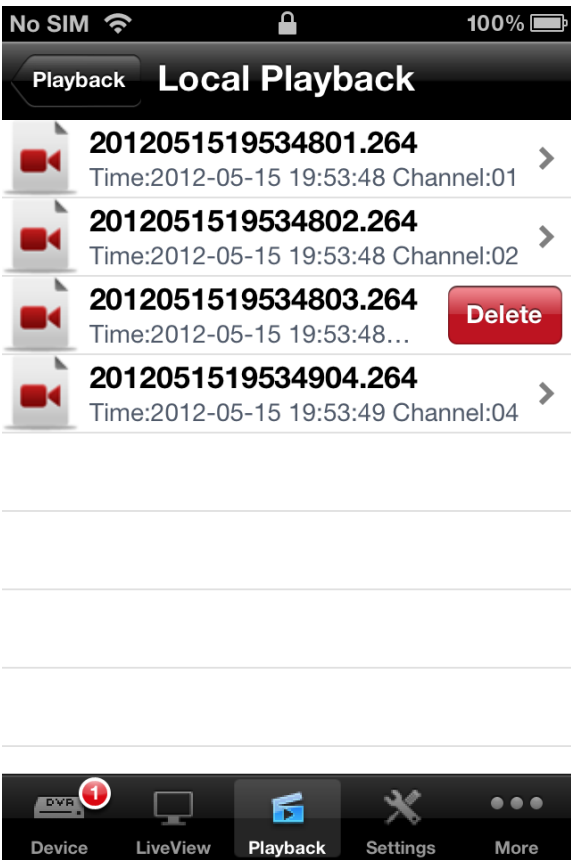 No SIM 100%
Playback Local Playback
2012051519534801.264
Time:2012-05-15 19:53:48 Channel:01
2012051519534802.264
Time:2012-05-15 19:53:48 Channel:02
2012051519534803.264
Time:2012-05-15 19:53:48...
Delete
2012051519534904.264
Time:2012-05-15 19:53:49 Channel:04
DVR 1
Device LiveView Playback Settings More